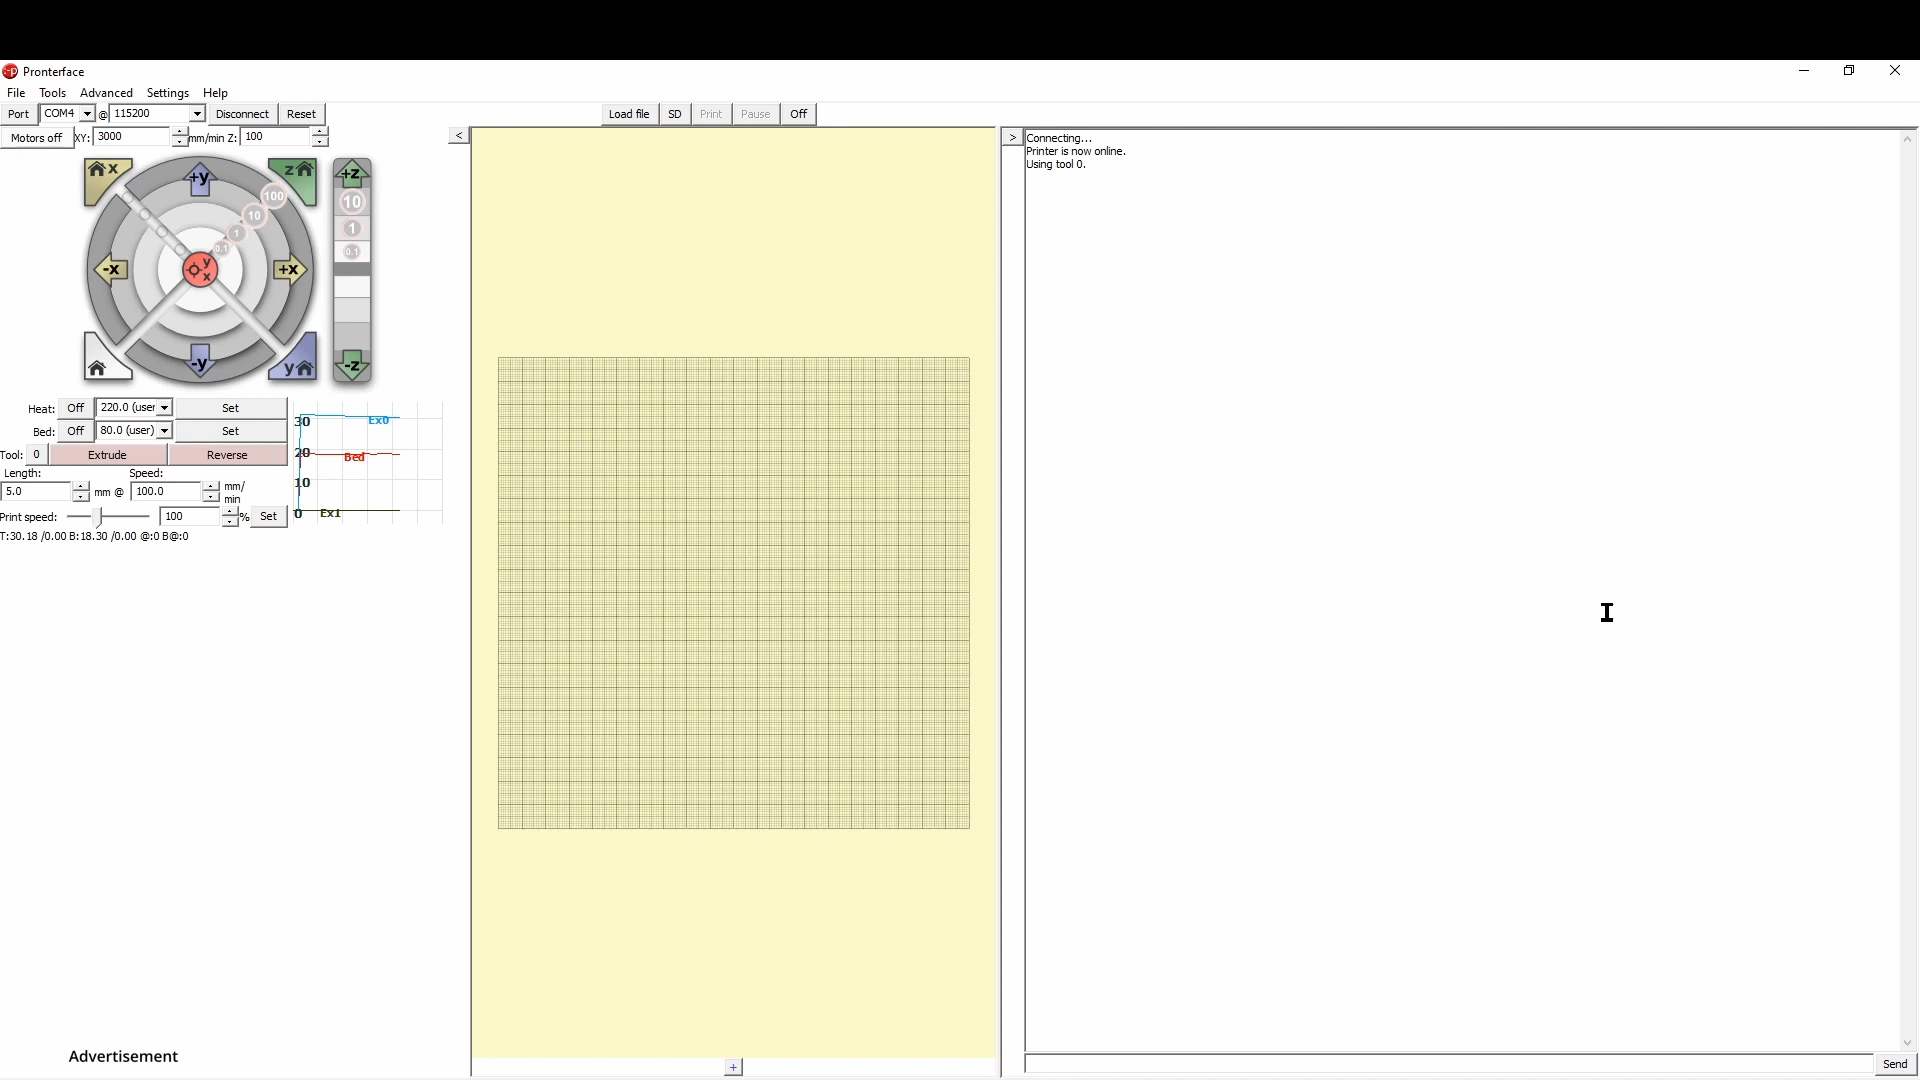 Pronterface
File Tools Advanced Settings Help
Port COM4 @ 115200 Disconnect Reset Load file SD Print Pause Off
Motors off XY: 3000 mm/min Z: 100 < > Connecting...
Printer is now online.
Using tool 0.
x +y z +z
100 10
10 1
1 0.1
0.1
-x y x +x
-y y -z
Heat: Off 220.0 (user Set
Bed: Off 80.0 (user) Set
Tool: 0 Extrude Reverse
Length: Speed:
5.0 mm @ 100.0 mm/
min
Print speed: 100 % Set
T:30.18 /0.00 B:18.30 /0.00 @:0 B@:0
30 Ex0
20 Bed
10
0 Ex1
Advertisement
+ Send